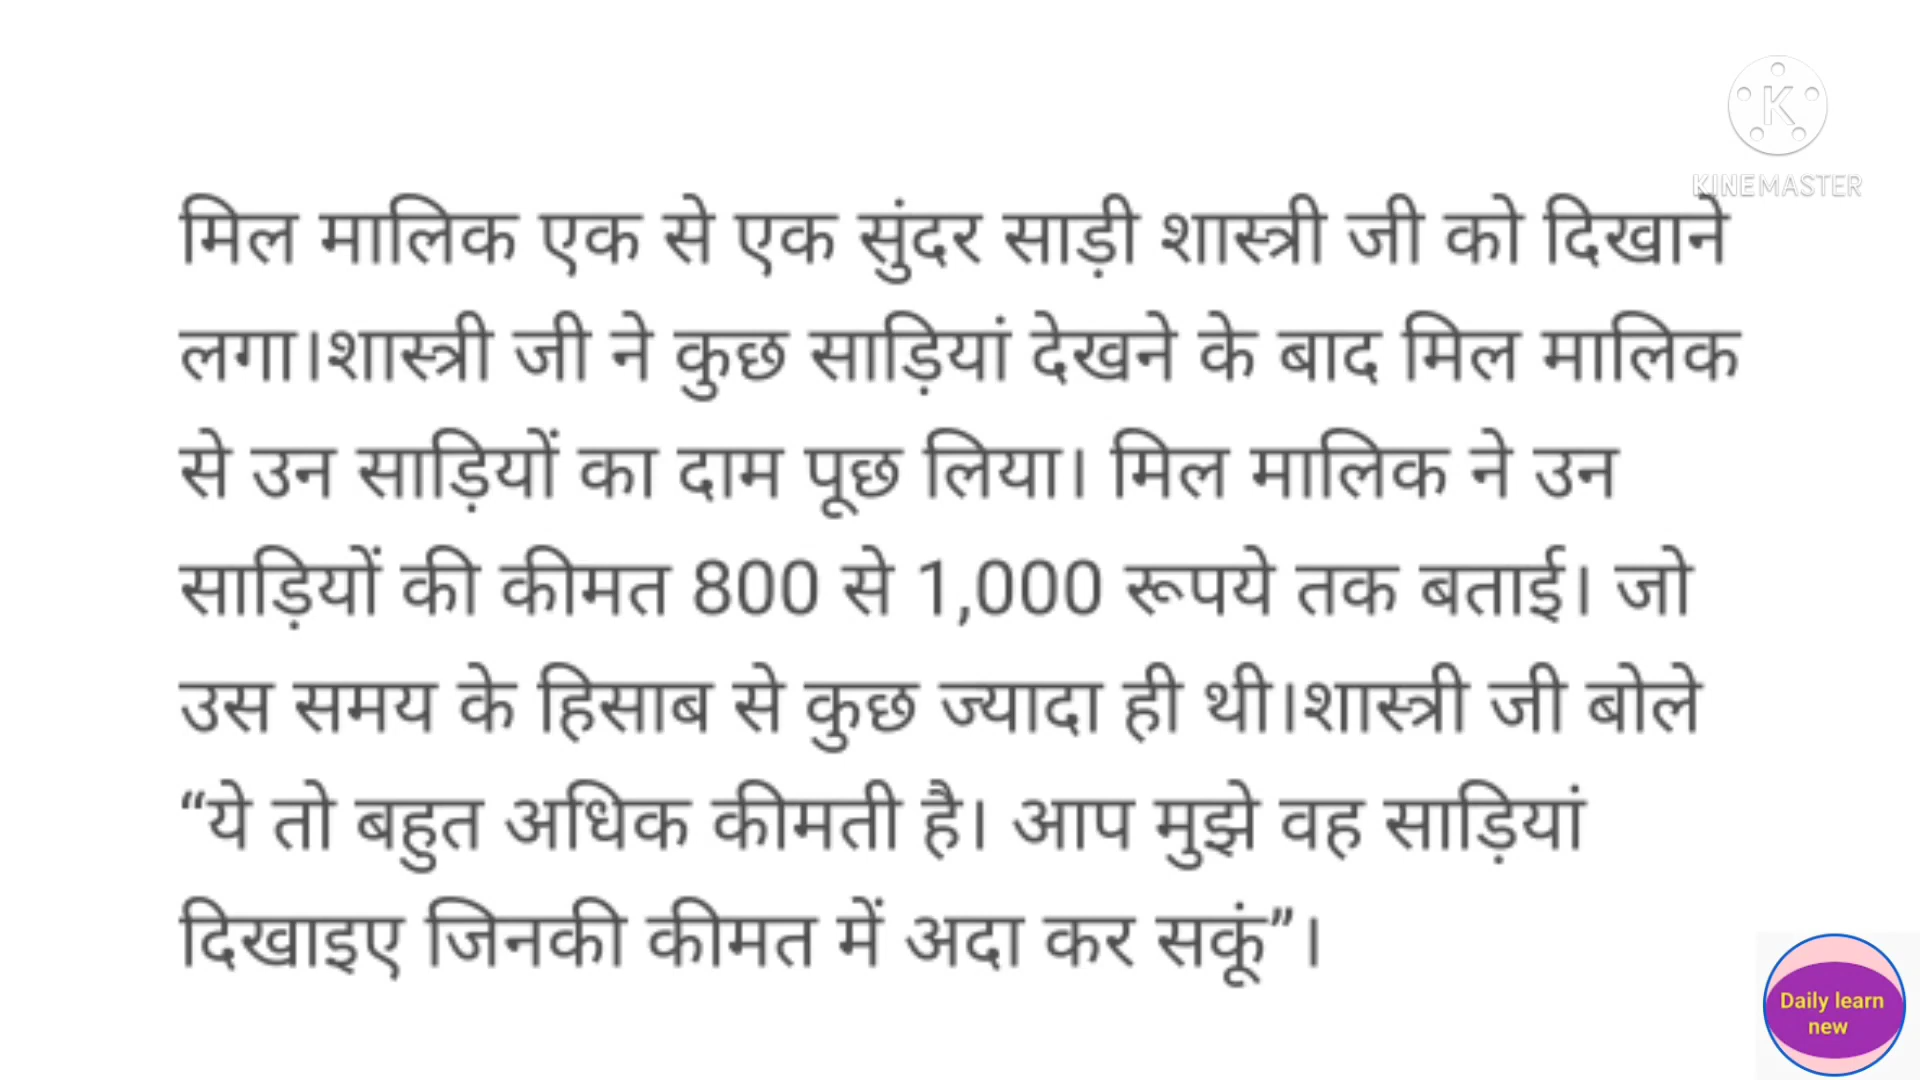 K
KINEMASTER
मिल मालिक एक से एक सुंदर साड़ी शास्त्री जी को दिखाने
लगा।शास्त्री जी ने कुछ साड़ियां देखने के बाद मिल मालिक
से उन साड़ियों का दाम पूछ लिया। मिल मालिक ने उन
साड़ियों की कीमत 800 से 1,000 रूपये तक बताई। जो
उस समय के हिसाब से कुछ ज्यादा ही थी।शास्त्री जी बोले
“ये तो बहुत अधिक कीमती है। आप मुझे वह साड़ियां
दिखाइए जिनकी कीमत में अदा कर सकूं”।
Daily learn
new